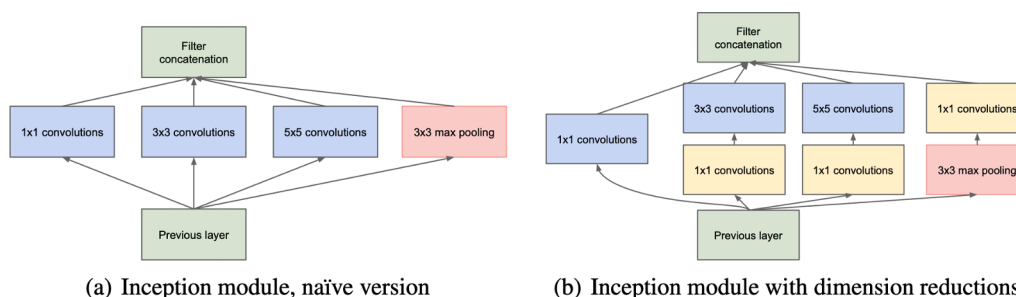 Filter
concatenation
1x1 convolutions
3x3 convolutions
5x5 convolutions
3x3 max pooling
Previous layer
(a) Inception module, naïve version
Filter
concatenation
3x3 convolutions
5x5 convolutions
1x1 convolutions
1x1 convolutions
1x1 convolutions
1x1 convolutions
3x3 max pooling
Previous layer
(b) Inception module with dimension reductions